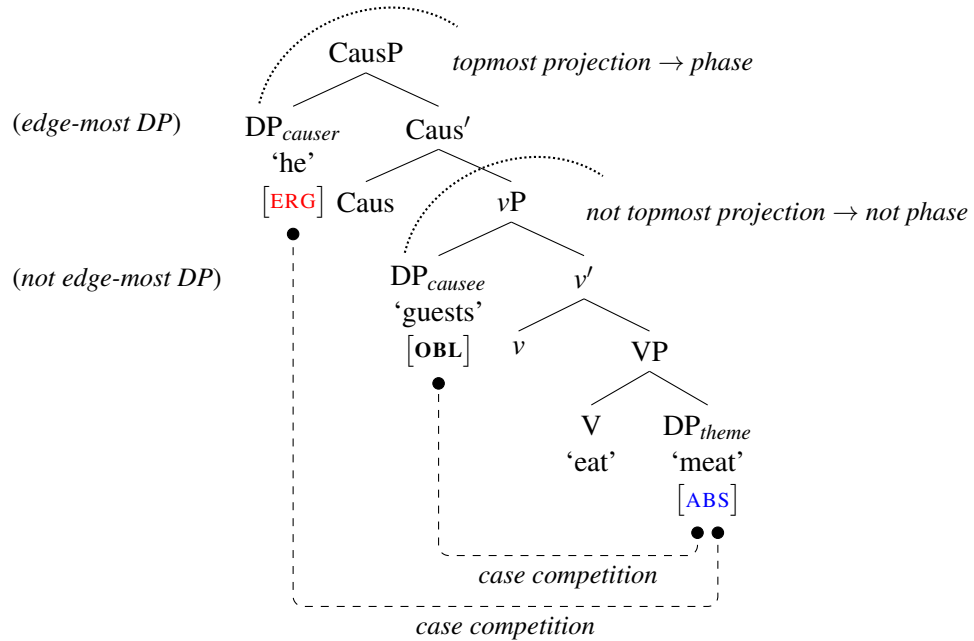 CausP topmost projection → phase
(edge-most DP) DP_causer Caus′
‘he’
[ERG] Caus vP not topmost projection → not phase
(not edge-most DP) DP_causee v′
‘guests’
[OBL] v VP
V DP_theme
‘eat’ ‘meat’
[ABS]
case competition
case competition